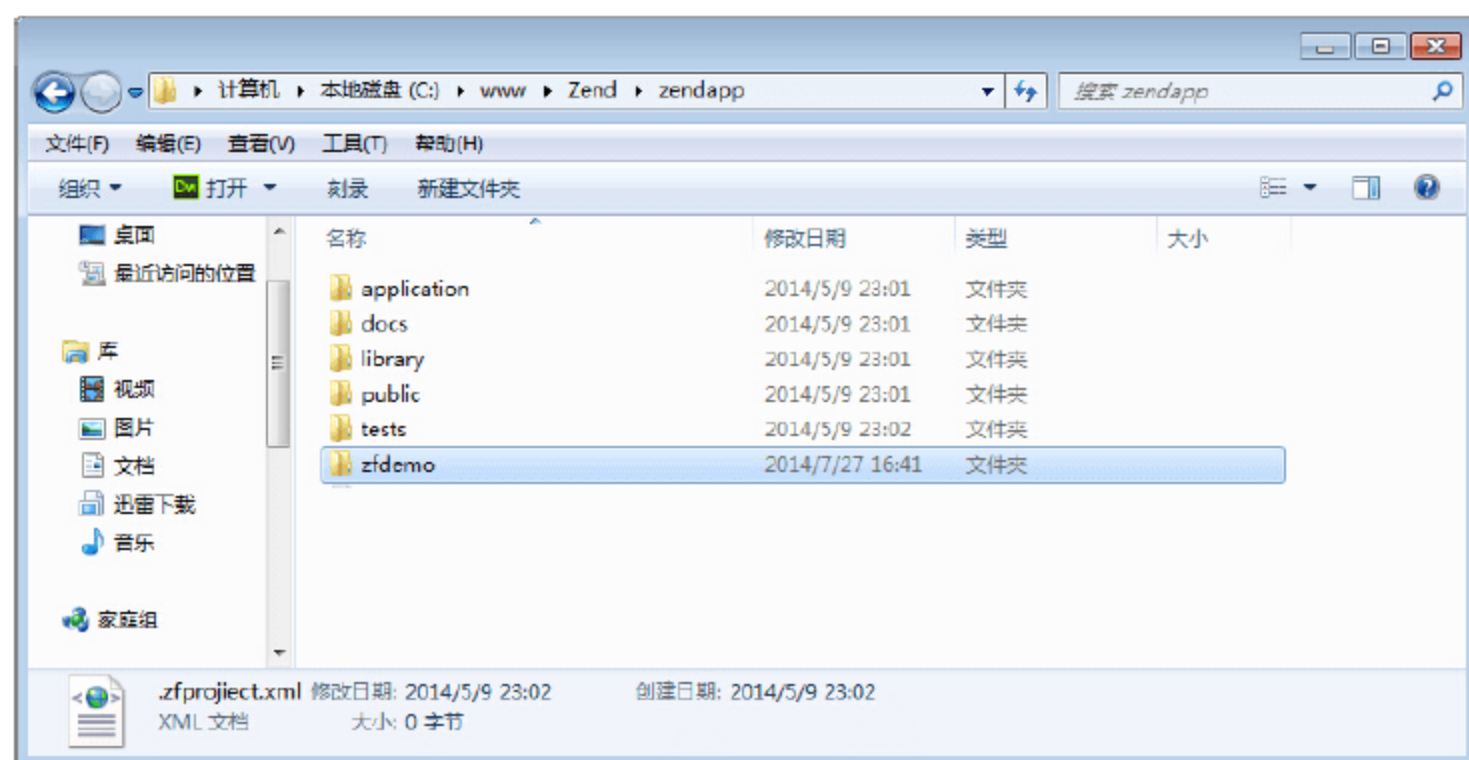 计算机 本地磁盘 (C:) www Zend zendapp 搜索 zendapp
文件(F) 编辑(E) 查看(V) 工具(T) 帮助(H)
组织 Dw 打开 刻录 新建文件夹
桌面
最近访问的位置
库
视频
图片
文档
迅雷下载
音乐
家庭组
名称 修改日期 类型 大小
application 2014/5/9 23:01 文件夹
docs 2014/5/9 23:01 文件夹
library 2014/5/9 23:01 文件夹
public 2014/5/9 23:01 文件夹
tests 2014/5/9 23:02 文件夹
zfdemo 2014/7/27 16:41 文件夹
.zfprojiect.xml 修改日期: 2014/5/9 23:02 创建日期: 2014/5/9 23:02
XML 文档 大小: 0 字节